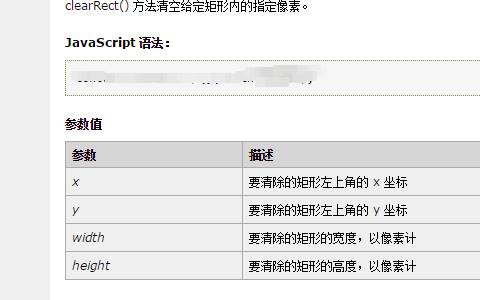 clearRect() 方法清空给定矩形内的指定像素。
JavaScript 语法：
参数值
参数 描述
x 要清除的矩形左上角的 x 坐标
y 要清除的矩形左上角的 y 坐标
width 要清除的矩形的宽度，以像素计
height 要清除的矩形的高度，以像素计